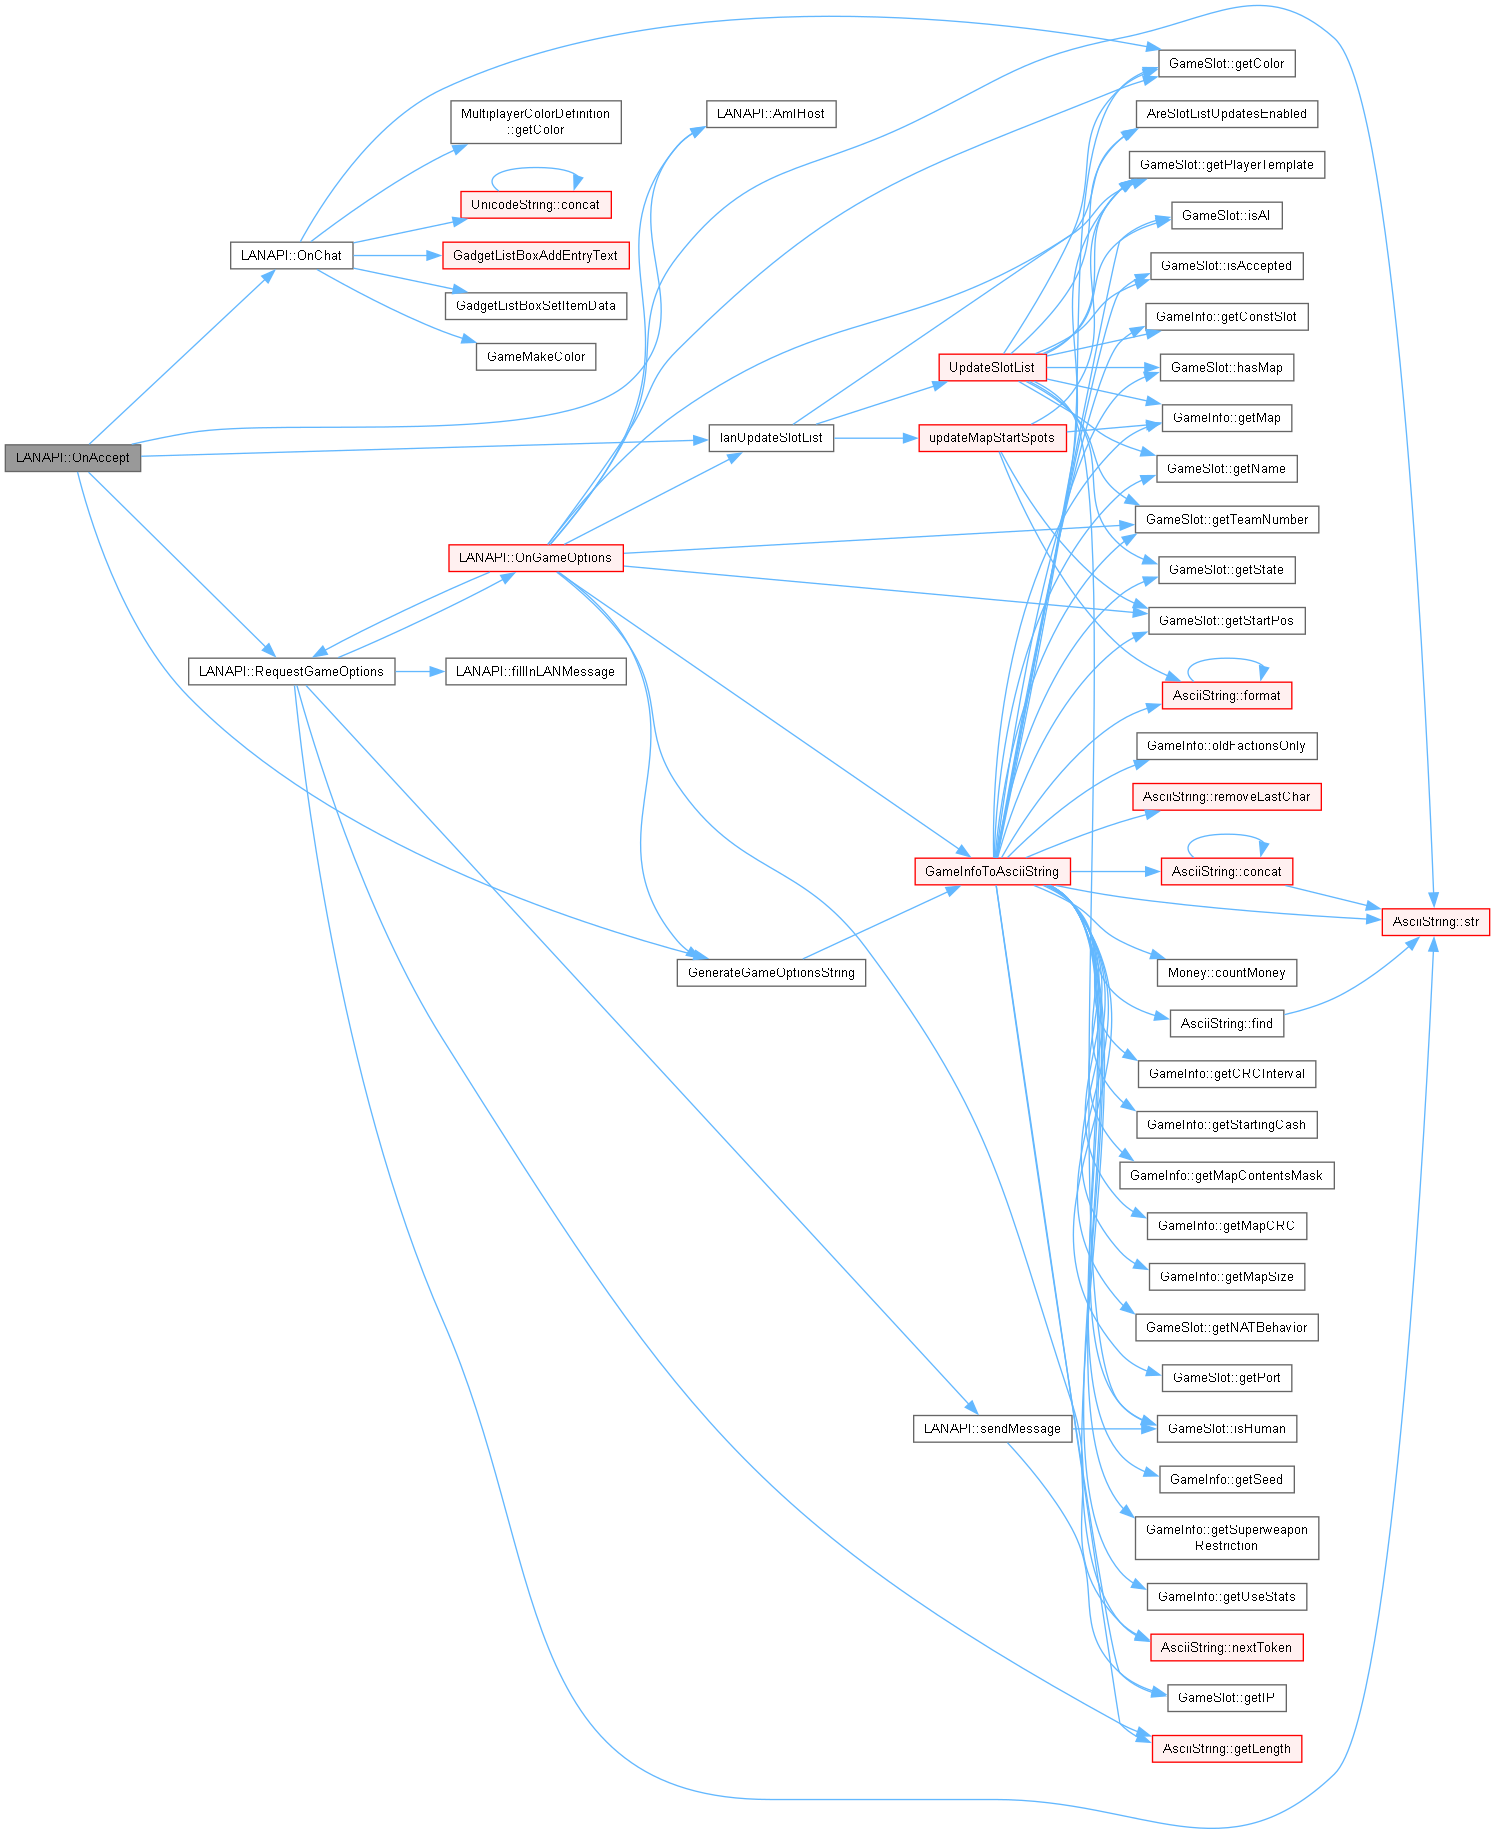 GameSlot::getColor
MultiplayerColorDefinition
::getColor
LANAPI::AmIHost
AreSlotListUpdatesEnabled
GameSlot::getPlayerTemplate
UnicodeString::concat
GameSlot::isAI
LANAPI::OnChat
GadgetListBoxAddEntryText
GameSlot::isAccepted
GadgetListBoxSetItemData
GameInfo::getConstSlot
GameMakeColor
UpdateSlotList
GameSlot::hasMap
GameInfo::getMap
lanUpdateSlotList
updateMapStartSpots
LANAPI::OnAccept
GameSlot::getName
GameSlot::getTeamNumber
LANAPI::OnGameOptions
GameSlot::getState
GameSlot::getStartPos
LANAPI::RequestGameOptions
LANAPI::fillInLANMessage
AsciiString::format
GameInfo::oldFactionsOnly
AsciiString::removeLastChar
GameInfoToAsciiString
AsciiString::concat
AsciiString::str
GenerateGameOptionsString
Money::countMoney
AsciiString::find
GameInfo::getCRCInterval
GameInfo::getStartingCash
GameInfo::getMapContentsMask
GameInfo::getMapCRC
GameInfo::getMapSize
GameSlot::getNATBehavior
GameSlot::getPort
LANAPI::sendMessage
GameSlot::isHuman
GameInfo::getSeed
GameInfo::getSuperweapon
Restriction
GameInfo::getUseStats
AsciiString::nextToken
GameSlot::getIP
AsciiString::getLength